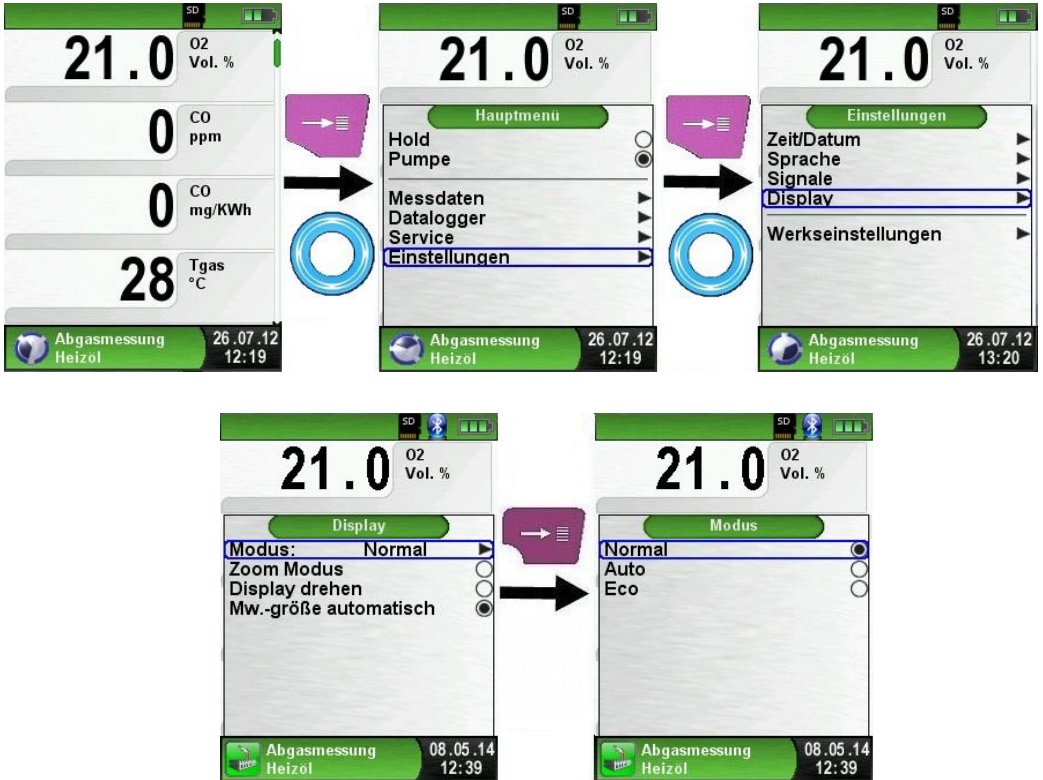 SD
21.0 O2
Vol. %
0 CO
ppm
0 CO
mg/KWh
28 Tgas
°C
Abgasmessung 26.07.12
Heizöl 12:19
SD
21.0 O2
Vol. %
Hauptmenü
Hold
Pumpe
Messdaten
Datalogger
Service
Einstellungen
Abgasmessung 26.07.12
Heizöl 12:19
SD
21.0 O2
Vol. %
Einstellungen
Zeit/Datum
Sprache
Signale
Display
Werkseinstellungen
Abgasmessung 26.07.12
Heizöl 13:20
SD
21.0 O2
Vol. %
Display
Modus: Normal
Zoom Modus
Display drehen
Mw.-größe automatisch
Abgasmessung 08.05.14
Heizöl 12:39
SD
21.0 O2
Vol. %
Modus
Normal
Auto
Eco
Abgasmessung 08.05.14
Heizöl 12:39